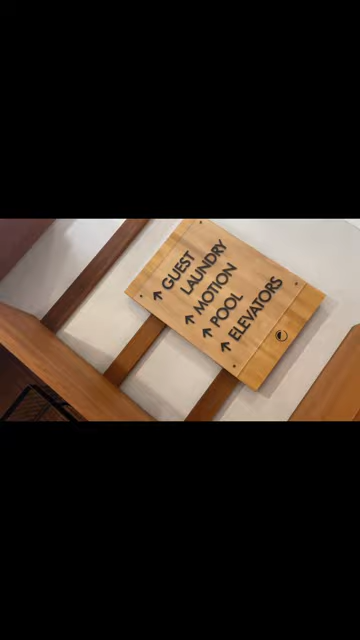 ↑ GUEST
LAUNDRY
↑ MOTION
↑ POOL
↑ ELEVATORS